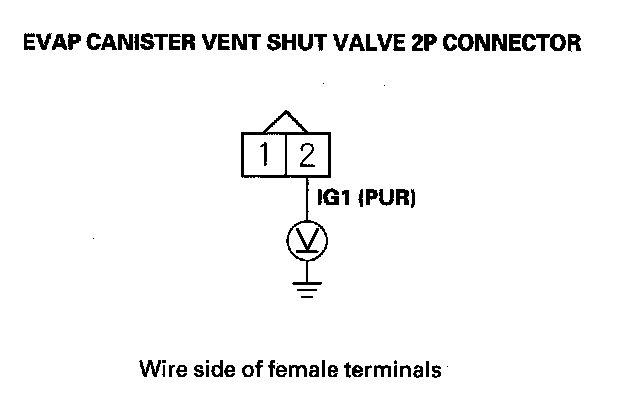 EVAP CANISTER VENT SHUT VALVE 2P CONNECTOR
1 2
IG1 (PUR)
V
Wire side of female terminals